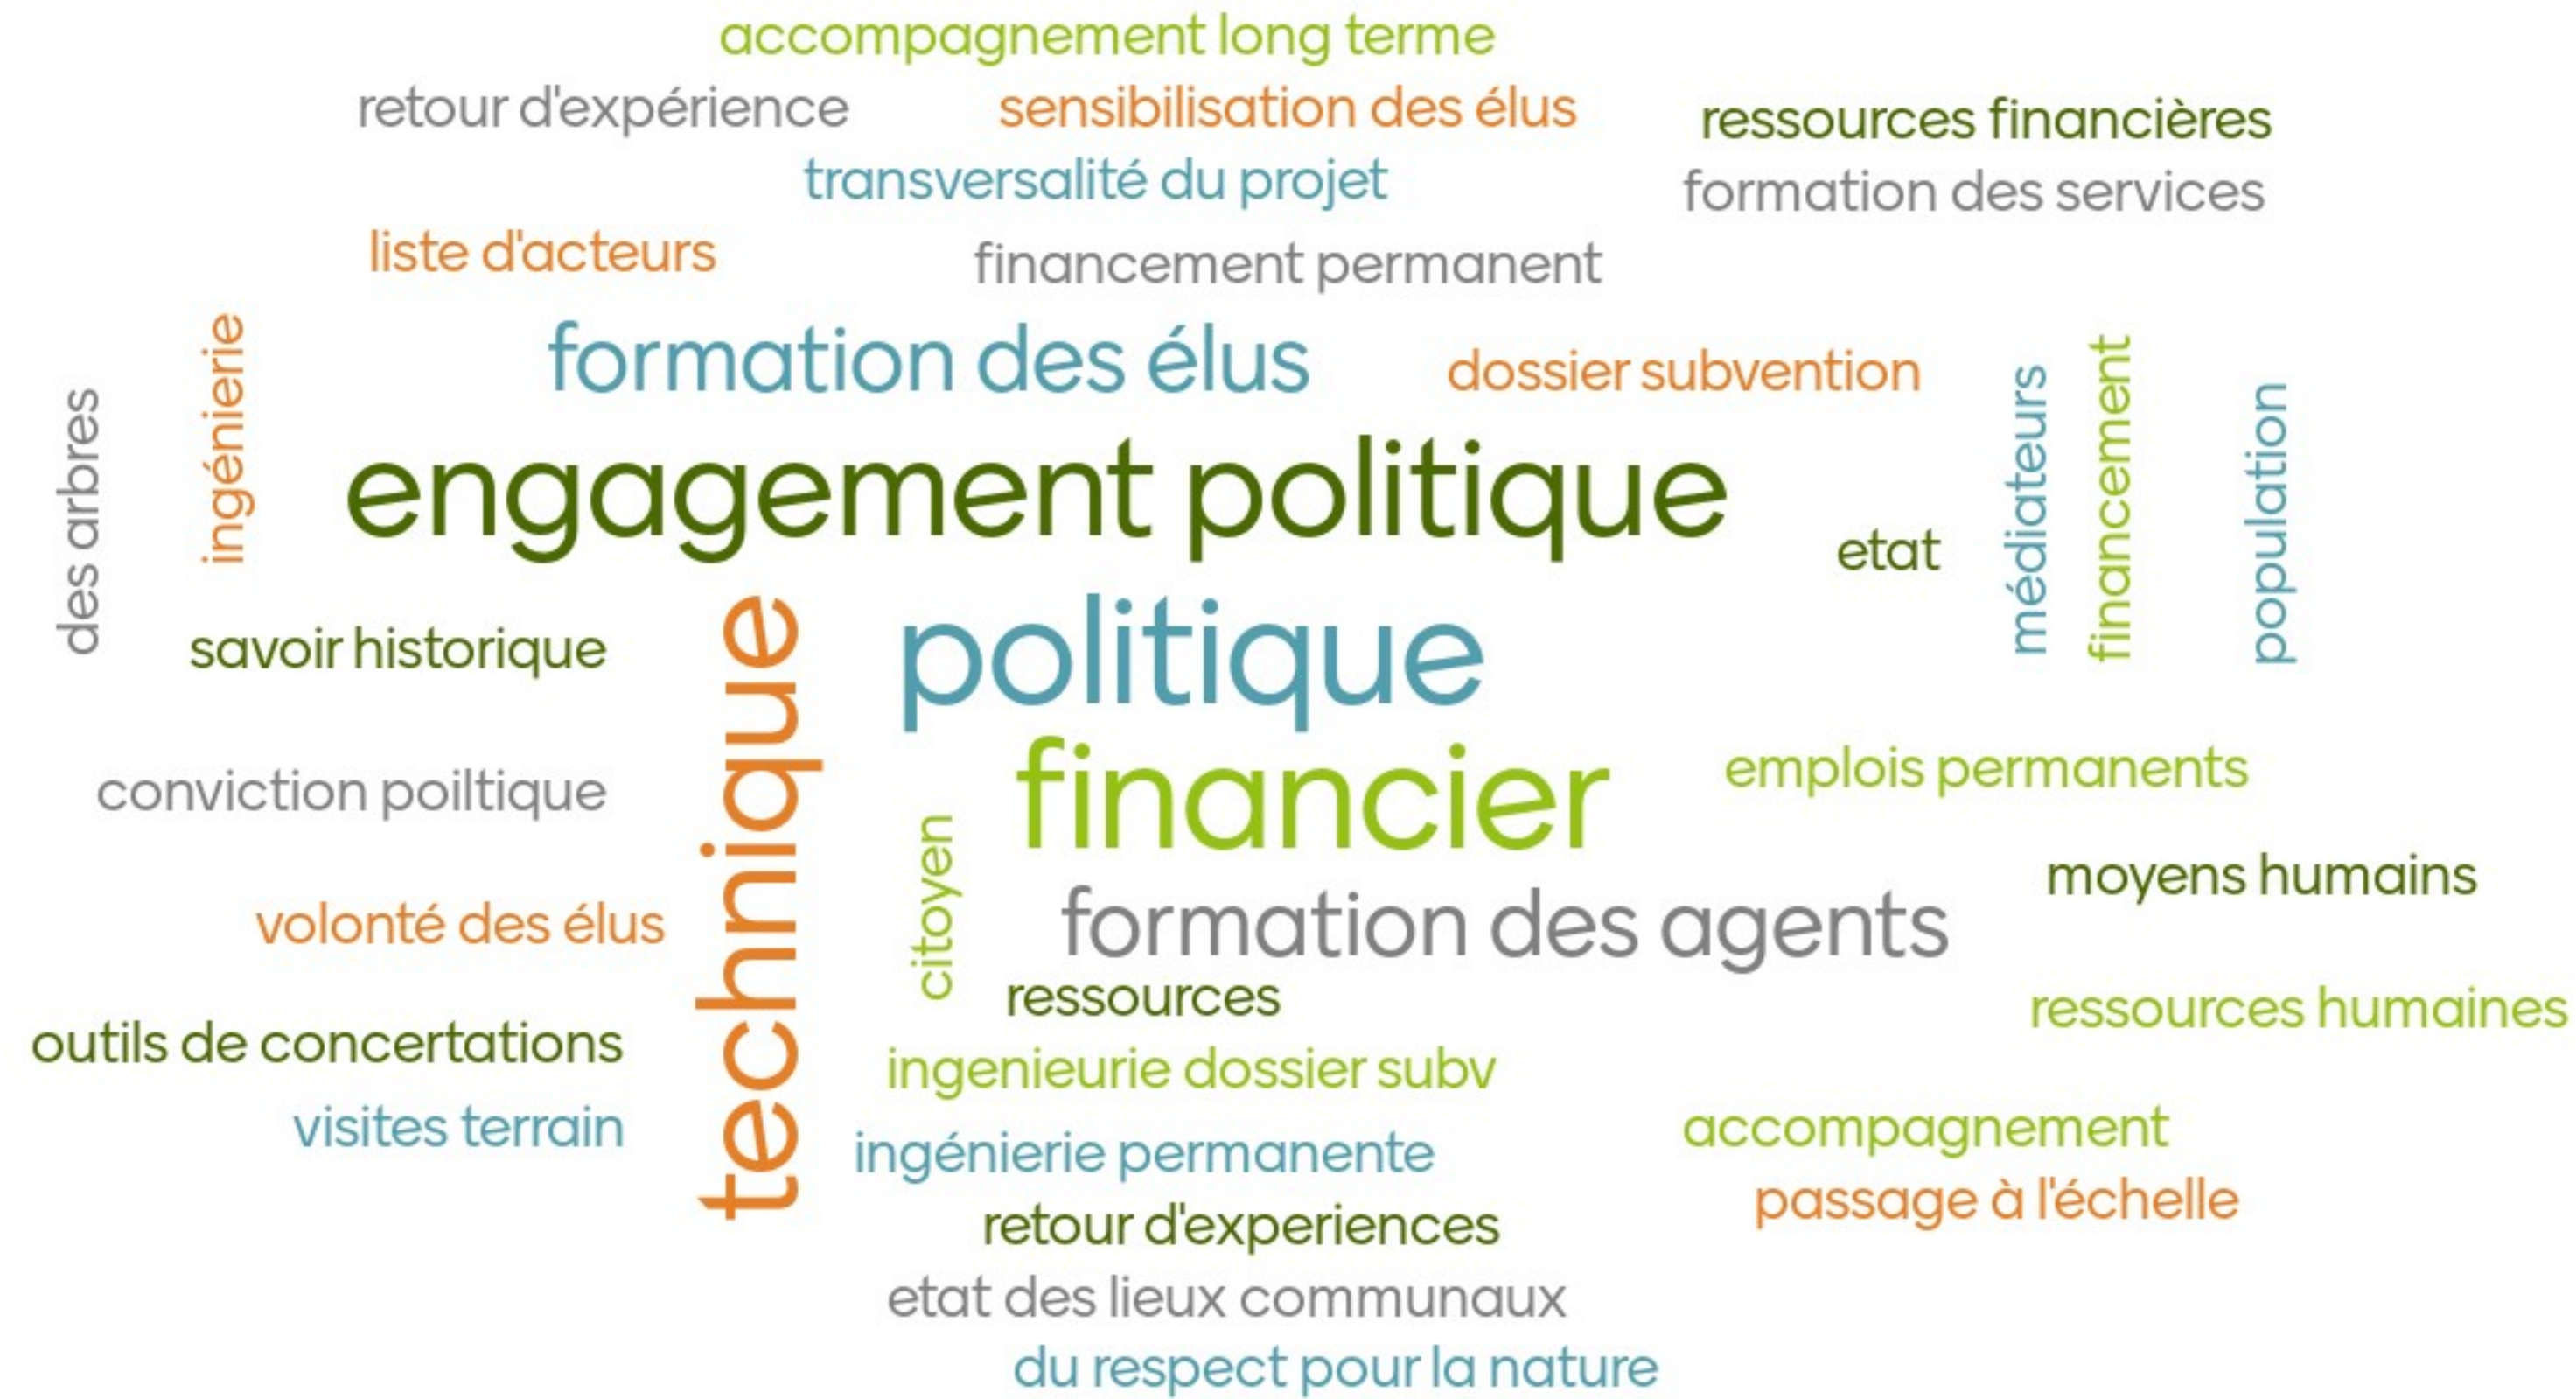 accompagnement long terme
retour d'expérience
sensibilisation des élus
ressources financières
transversalité du projet
formation des services
liste d'acteurs
financement permanent
formation des élus
dossier subvention
des arbres
ingénierie
engagement politique
etat
médiateurs
financement
population
savoir historique
technique
politique
conviction poiltique
financier
emplois permanents
citoyen
moyens humains
volonté des élus
formation des agents
ressources
ressources humaines
outils de concertations
ingenieurie dossier subv
visites terrain
ingénierie permanente
accompagnement
passage à l'échelle
retour d'experiences
etat des lieux communaux
du respect pour la nature